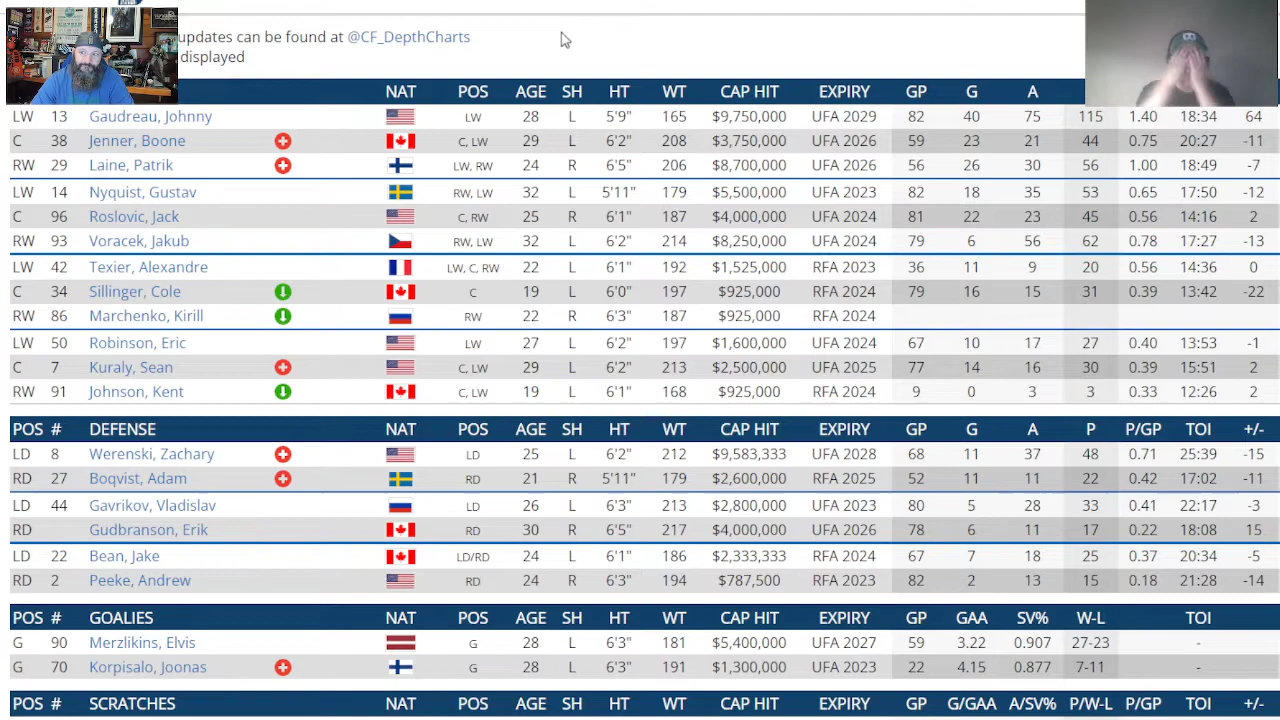 updates can be found at @CF_DepthCharts
displayed
NAT POS AGE SH HT WT CAP HIT EXPIRY GP G A
LW 13 Gaudreau, Johnny LW 28 5'9" 165 $9,750,000 UFA 2029 82 40 75 115 1.40 18:34 64
C 38 Jenner, Boone C, LW 29 L 6'2" 208 $3,750,000 UFA 2026 59 23 21 44 0.75 20:27 -11
RW 29 Laine, Patrik LW, RW 24 R 6'5" 206 $8,700,000 UFA 2026 56 26 30 56 1.00 18:49 -7
LW 14 Nyquist, Gustav RW, LW 32 L 5'11" 179 $5,500,000 UFA 2023 82 18 35 53 0.65 17:50 -12
C 96 Roslovic, Jack C, RW 25 R 6'1" 187 $4,000,000 UFA 2024 81 22 23 45 0.56 14:16 2
RW 93 Voracek, Jakub RW, LW 32 L 6'2" 214 $8,250,000 UFA 2024 79 6 56 62 0.78 17:27 -13
LW 42 Texier, Alexandre LW, C, RW 22 L 6'1" 192 $1,525,000 RFA 2023 36 11 9 20 0.56 14:36 0
C 34 Sillinger, Cole C 19 L 6'0" 197 $925,000 RFA 2024 79 16 15 31 0.39 13:42 -22
RW 86 Marchenko, Kirill RW 22 R 6'3" 187 $925,000 RFA 2024
LW 50 Robinson, Eric LW 27 L 6'2" 197 $1,600,000 UFA 2024 67 10 17 27 0.40 13:53 -1
C 7 Kuraly, Sean C, LW 29 L 6'2" 213 $2,500,000 UFA 2025 77 14 16 30 0.39 15:51 2
RW 91 Johnson, Kent C, LW 19 L 6'1" 168 $925,000 RFA 2024 9 0 3 3 0.33 12:26 2
POS # DEFENSE NAT POS AGE SH HT WT CAP HIT EXPIRY GP G A P P/GP TOI +/-
LD 8 Werenski, Zachary LD 25 L 6'2" 212 $9,583,333 UFA 2028 68 11 37 48 0.71 25:39 -15
RD 27 Boqvist, Adam RD 21 R 5'11" 179 $2,600,000 RFA 2025 52 11 11 22 0.42 17:02 -11
LD 44 Gavrikov, Vladislav LD 26 L 6'3" 213 $2,800,000 UFA 2023 80 5 28 33 0.41 22:17 -3
RD Gudbranson, Erik RD 30 R 6'5" 217 $4,000,000 UFA 2026 78 6 11 17 0.22 18:08 15
LD 22 Bean, Jake LD/RD 24 L 6'1" 186 $2,333,333 RFA 2024 67 7 18 25 0.37 20:34 -5
RD 2 Peeke, Andrew RD 24 R 6'3" 194 $787,500 RFA 2023 82 2 13 15 0.18 21:28 -14
POS # GOALIES NAT POS AGE SH HT WT CAP HIT EXPIRY GP GAA SV% W-L TOI
G 90 Merzlikins, Elvis G 28 L 6'3" 181 $5,400,000 UFA 2027 59 3.22 0.907 27-23 -
G 70 Korpisalo, Joonas G 28 L 6'3" 191 $1,300,000 UFA 2023 22 4.15 0.877 7-11 -
POS # SCRATCHES NAT POS AGE SH HT WT CAP HIT EXPIRY GP G/GAA A/SV% P/W-L P/GP TOI +/-